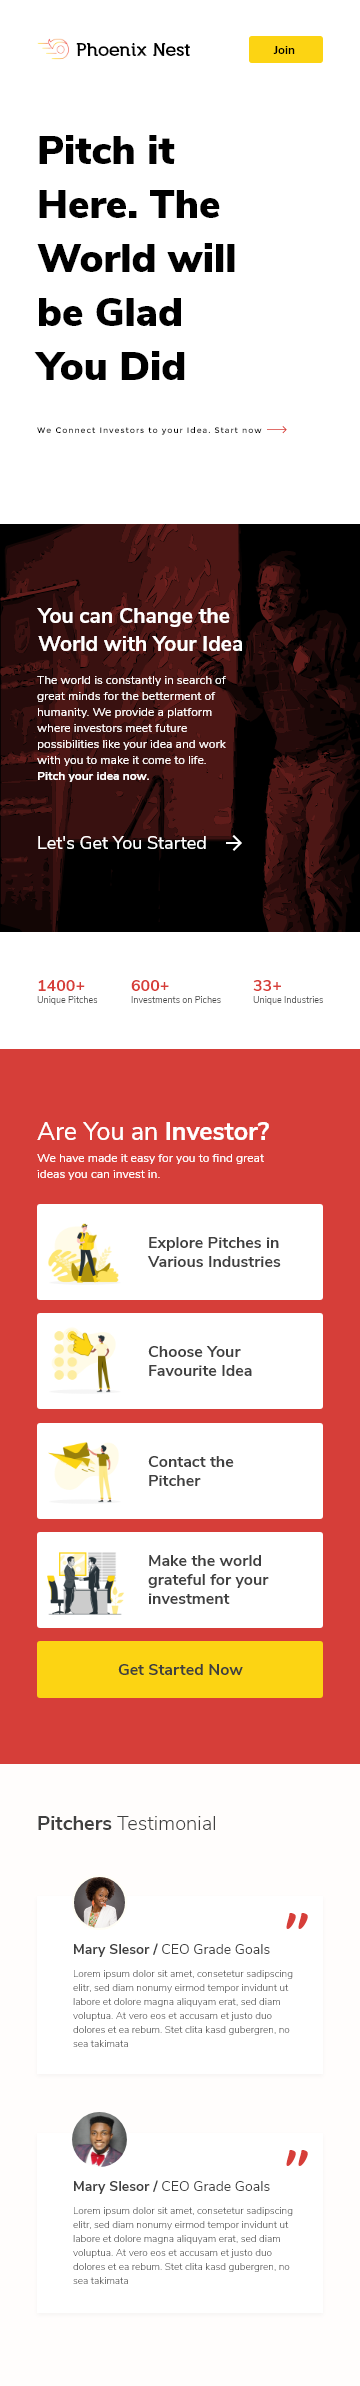 Phoenix Nest
Join
Pitch it
Here. The
World will
be Glad
You Did
We Connect Investors to your Idea. Start now
You can Change the
World with Your Idea
The world is constantly in search of
great minds for the betterment of
humanity. We provide a platform
where investors meet future
possibilities like your idea and work
with you to make it come to life.
Pitch your idea now.
Let's Get You Started
1400+
Unique Pitches
600+
Investments on Piches
33+
Unique Industries
Are You an Investor?
We have made it easy for you to find great
ideas you can invest in.
Explore Pitches in
Various Industries
Choose Your
Favourite Idea
Contact the
Pitcher
Make the world
grateful for your
investment
Get Started Now
Pitchers Testimonial
Mary Slesor / CEO Grade Goals
Lorem ipsum dolor sit amet, consetetur sadipscing
elitr, sed diam nonumy eirmod tempor invidunt ut
labore et dolore magna aliquyam erat, sed diam
voluptua. At vero eos et accusam et justo duo
dolores et ea rebum. Stet clita kasd gubergren, no
sea takimata
Mary Slesor / CEO Grade Goals
Lorem ipsum dolor sit amet, consetetur sadipscing
elitr, sed diam nonumy eirmod tempor invidunt ut
labore et dolore magna aliquyam erat, sed diam
voluptua. At vero eos et accusam et justo duo
dolores et ea rebum. Stet clita kasd gubergren, no
sea takimata